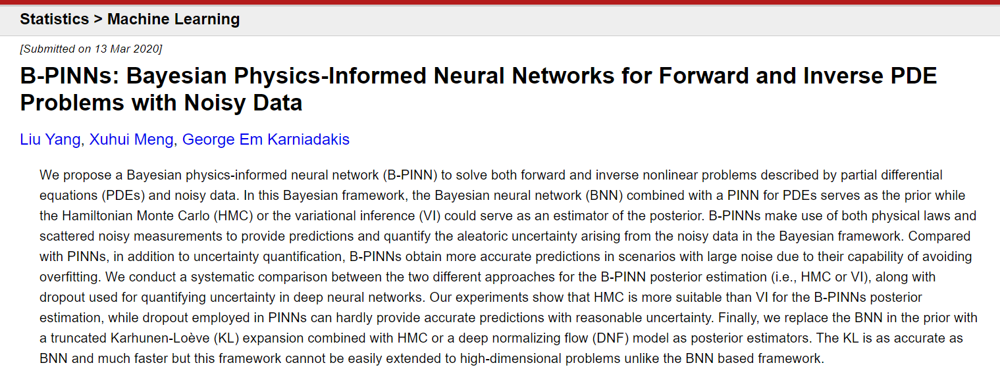 Statistics > Machine Learning
[Submitted on 13 Mar 2020]
B-PINNs: Bayesian Physics-Informed Neural Networks for Forward and Inverse PDE
Problems with Noisy Data
Liu Yang, Xuhui Meng, George Em Karniadakis
We propose a Bayesian physics-informed neural network (B-PINN) to solve both forward and inverse nonlinear problems described by partial differential
equations (PDEs) and noisy data. In this Bayesian framework, the Bayesian neural network (BNN) combined with a PINN for PDEs serves as the prior while
the Hamiltonian Monte Carlo (HMC) or the variational inference (VI) could serve as an estimator of the posterior. B-PINNs make use of both physical laws and
scattered noisy measurements to provide predictions and quantify the aleatoric uncertainty arising from the noisy data in the Bayesian framework. Compared
with PINNs, in addition to uncertainty quantification, B-PINNs obtain more accurate predictions in scenarios with large noise due to their capability of avoiding
overfitting. We conduct a systematic comparison between the two different approaches for the B-PINN posterior estimation (i.e., HMC or VI), along with
dropout used for quantifying uncertainty in deep neural networks. Our experiments show that HMC is more suitable than VI for the B-PINNs posterior
estimation, while dropout employed in PINNs can hardly provide accurate predictions with reasonable uncertainty. Finally, we replace the BNN in the prior with
a truncated Karhunen-Loève (KL) expansion combined with HMC or a deep normalizing flow (DNF) model as posterior estimators. The KL is as accurate as
BNN and much faster but this framework cannot be easily extended to high-dimensional problems unlike the BNN based framework.